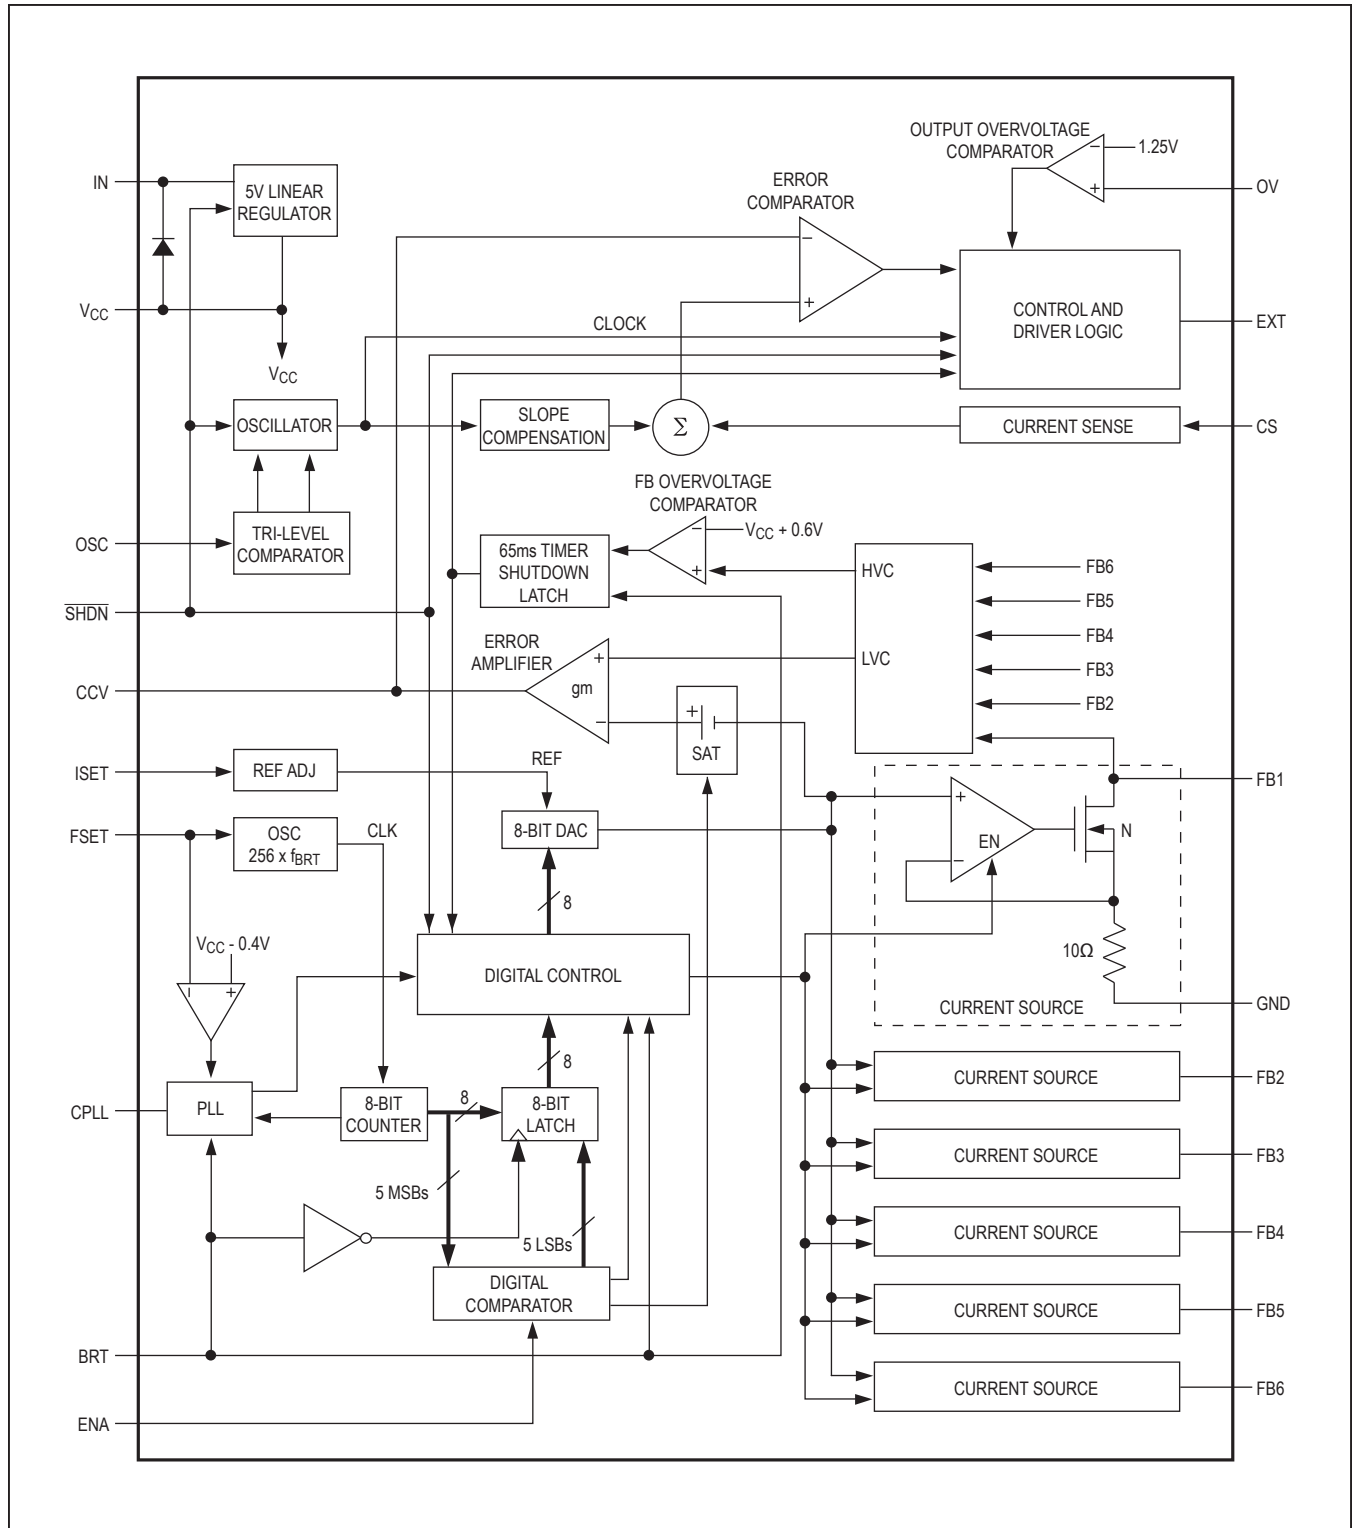 OUTPUT OVERVOLTAGE
COMPARATOR
−
1.25V
+
OV
IN
5V LINEAR
REGULATOR
ERROR
COMPARATOR
−
+
VCC
VCC
CLOCK
CONTROL AND
DRIVER LOGIC
EXT
OSCILLATOR
SLOPE
COMPENSATION
Σ
CURRENT SENSE
CS
FB OVERVOLTAGE
COMPARATOR
−
VCC + 0.6V
+
OSC
TRI-LEVEL
COMPARATOR
65ms TIMER
SHUTDOWN
LATCH
HVC
LVC
FB6
FB5
FB4
FB3
FB2
SHDN
ERROR
AMPLIFIER
+
gm
−
CCV
+
SAT
ISET
REF ADJ
REF
FB1
FSET
OSC
256 x fBRT
CLK
8-BIT DAC
+
EN
−
N
8
10Ω
VCC - 0.4V
−
+
DIGITAL CONTROL
CURRENT SOURCE
GND
8
CPLL
PLL
8-BIT
COUNTER
8
8-BIT
LATCH
CURRENT SOURCE
FB2
CURRENT SOURCE
FB3
5 MSBs
5 LSBs
CURRENT SOURCE
FB4
DIGITAL
COMPARATOR
CURRENT SOURCE
FB5
BRT
CURRENT SOURCE
FB6
ENA